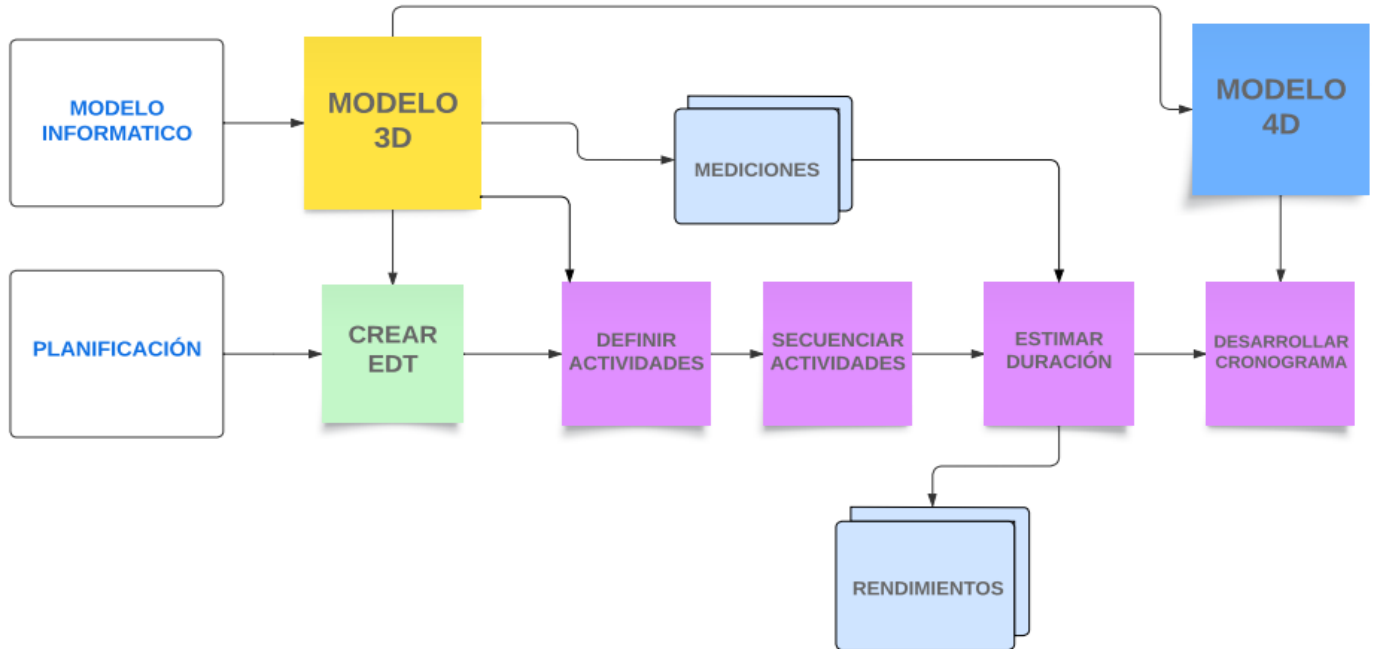 MODELO
INFORMATICO
MODELO
3D
MEDICIONES
MODELO
4D
PLANIFICACIÓN
CREAR
EDT
DEFINIR
ACTIVIDADES
SECUENCIAR
ACTIVIDADES
ESTIMAR
DURACIÓN
DESARROLLAR
CRONOGRAMA
RENDIMIENTOS